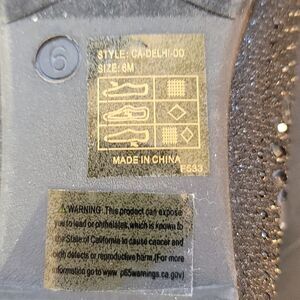 6
STYLE: CA-DELHI-DD
SIZE: 6M
MADE IN CHINA
E533
WARNING: This product can expose
you to lead or phthalates, which is known to
the State of California to cause cancer and
birth defects or reproductive harm.(For more
information go to www. p65warnings.ca.gov)